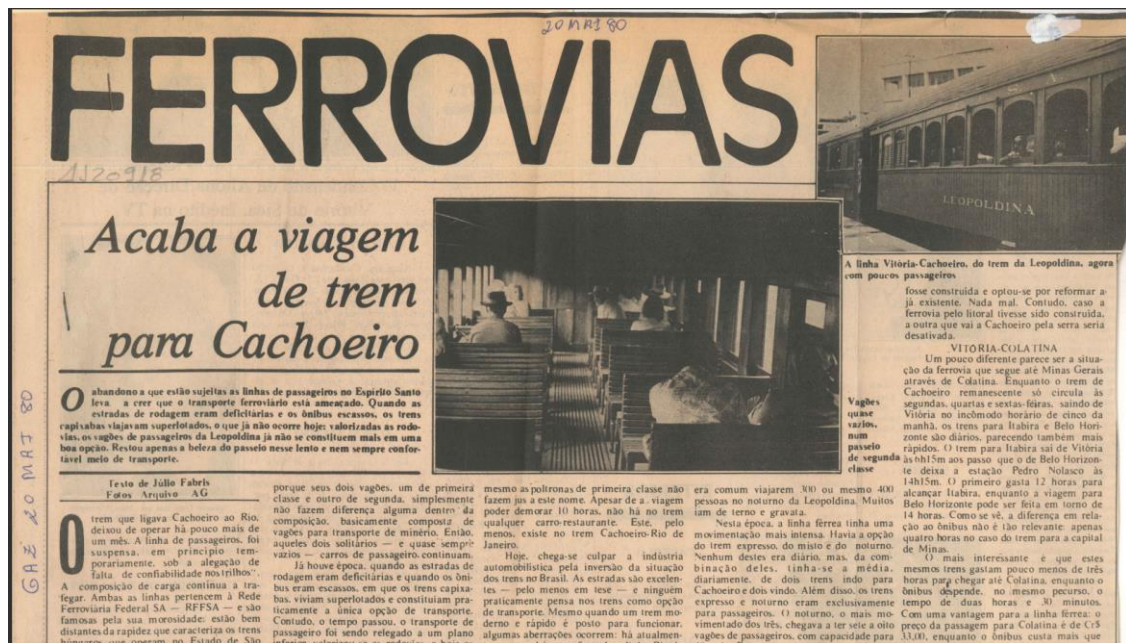 20 MAI 80
FERROVIAS
AJ20918
Acaba a viagem
de trem
para Cachoeiro
O abandono a que estão sujeitas as linhas de passageiros no Espírito Santo
leva a crer que o transporte ferroviário está ameaçado. Quando as
estradas de rodagem eram deficitárias e os ônibus escassos, os trens
capixabas viajavam superlotados, o que já não ocorre hoje; valorizadas as rodo-
vias, os vagões de passageiros da Leopoldina já não se constituem mais em uma
boa opção. Restou apenas a beleza do passeio nesse lento e nem sempre confor-
tável meio de transporte.
Texto de Júlio Fabris
Fotos Arquivo AG
GAZ 20 MAI 80
O trem que ligava Cachoeiro ao Rio,
deixou de operar há pouco mais de
um mês. A linha de passageiros, foi
suspensa, em princípio tem-
porariamente, sob a alegação de
falta de confiabilidade nos trilhos".
A composição de carga continua a tra-
fegar. Ambas as linhas pertencem à Rede
Ferroviária Federal SA — RFFSA — e são
famosas pela sua morosidade: estão bem
distantes da rapidez que caracteriza os trens
porque seus dois vagões, um de primeira
classe e outro de segunda, simplesmente
não fazem diferença alguma dentro da
composição, basicamente composta de
vagões para transporte de minério. Então,
aqueles dois solitários — e quase sempre
vazios — carros de passageiro continuam.
Já houve época, quando as estradas de
rodagem eram deficitárias e quando os ôni-
bus eram escassos, em que os trens capixa-
bas, viviam superlotados e constituíam pra-
ticamente a única opção de transporte.
Contudo, o tempo passou, o transporte de
passageiro foi sendo relegado a um plano
mesmo as poltronas de primeira classe não
fazem jus a este nome. Apesar de a viagem
poder demorar 10 horas, não há no trem
qualquer carro-restaurante. Este, pelo
menos, existe no trem Cachoeiro-Rio de
Janeiro.
Hoje, chega-se culpar a indústria
automobilística pela inversão da situação
dos trens no Brasil. As estradas são excelen-
tes — pelo menos em tese — e ninguém
praticamente pensa nos trens como opção
de transporte. Mesmo quando um trem mo-
derno e rápido é posto para funcionar,
algumas aberrações ocorrem: há atualmen-
era comum viajarem 300 ou mesmo 400
pessoas no noturno da Leopoldina. Muitos
iam de terno e gravata.
Nesta época, a linha férrea tinha uma
movimentação mais intensa. Havia a opção
do trem expresso, do misto e do noturno.
Nenhum destes era diário, mas, da com-
binação deles, tinha-se a média,
diariamente, de dois trens indo para
Cachoeiro e dois vindo. Além disso, os trens
expresso e noturno eram exclusivamente
para passageiros. O noturno, o mais mo-
vimentado dos três, chegava a ter sete a oito
vagões de passageiros, com capacidade para
LEOPOLDINA
A linha Vitória-Cachoeiro, do trem da Leopoldina, agora
com poucos passageiros
Vagões
quase
vazios,
num
passeio
de segunda
classe
fosse construída e optou-se por reformar a
já existente. Nada mal. Contudo, caso a
ferrovia pelo litoral tivesse sido construída,
a outra que vai a Cachoeiro pela serra seria
desativada.
VITÓRIA-COLATINA
Um pouco diferente parece ser a situa-
ção da ferrovia que segue até Minas Gerais
através de Colatina. Enquanto o trem de
Cachoeiro remanescente só circula às
segundas, quartas e sextas-feiras, saindo de
Vitória no incômodo horário de cinco da
manhã, os trens para Itabira e Belo Hori-
zonte são diários, parecendo também mais
rápidos. O trem para Itabira sai de Vitória
às 6h15m aos passo que o de Belo Horizon-
te deixa a estação Pedro Nolasco às
14h15m. O primeiro gasta 12 horas para
alcançar Itabira, enquanto a viagem para
Belo Horizonte pode ser feita em torno de
14 horas. Como se vê, a diferença em rela-
ção ao ônibus não é tão relevante: apenas
quatro horas no caso do trem para a capital
de Minas.
O mais interessante é que estes
mesmos trens gastam pouco menos de três
horas para chegar até Colatina, enquanto o
ônibus despende, no mesmo percurso, o
tempo de duas horas e 30 minutos.
Com uma vantagem para a linha férrea: o
preço da passagem para Colatina é de Cr$
33,00, enquanto o ônibus custa mais que